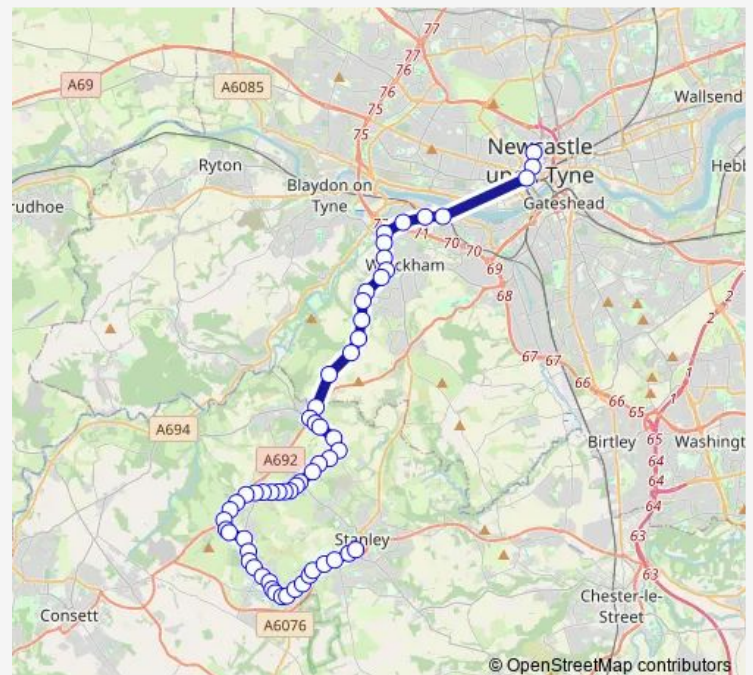 77
76
A69
A6085
76
75
Wallsend
75
Newcastle
upon Tyne
Ryton
Hebb
Blaydon on
Tyne
Gateshead
rudhoe
71
70 70
Whickham
69
68
2
67 67
1
66
66
65
A694
65
Birtley
Washingt
A692
64
64
64
Stanley
63
63
Chester-le-
Street
Consett
A6076
© OpenStreetMap contributors